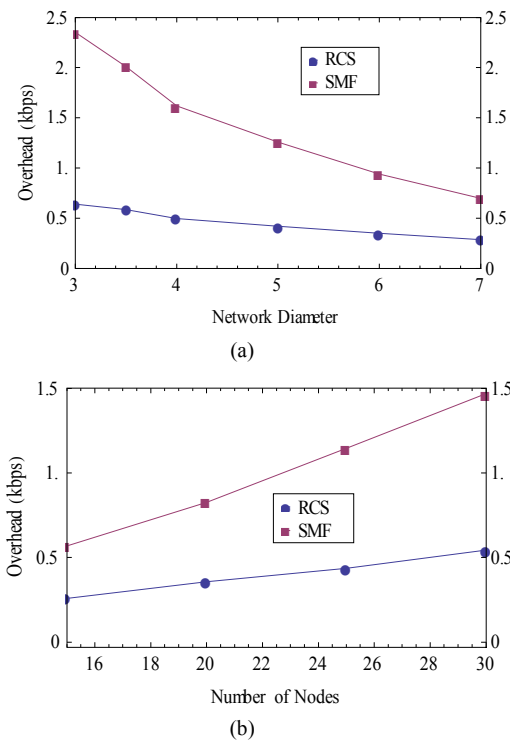 2.5 2.5
RCS
SMF
2. 2.
1.5 1.5
Overhead (kbps)
1. 1.
0.5 0.5
0 0
3 4 5 6 7
Network Diameter
(a)
1.5 1.5
1. 1.
Overhead (kbps)
RCS
SMF
0.5 0.5
0 0
16 18 20 22 24 26 28 30
Number of Nodes
(b)